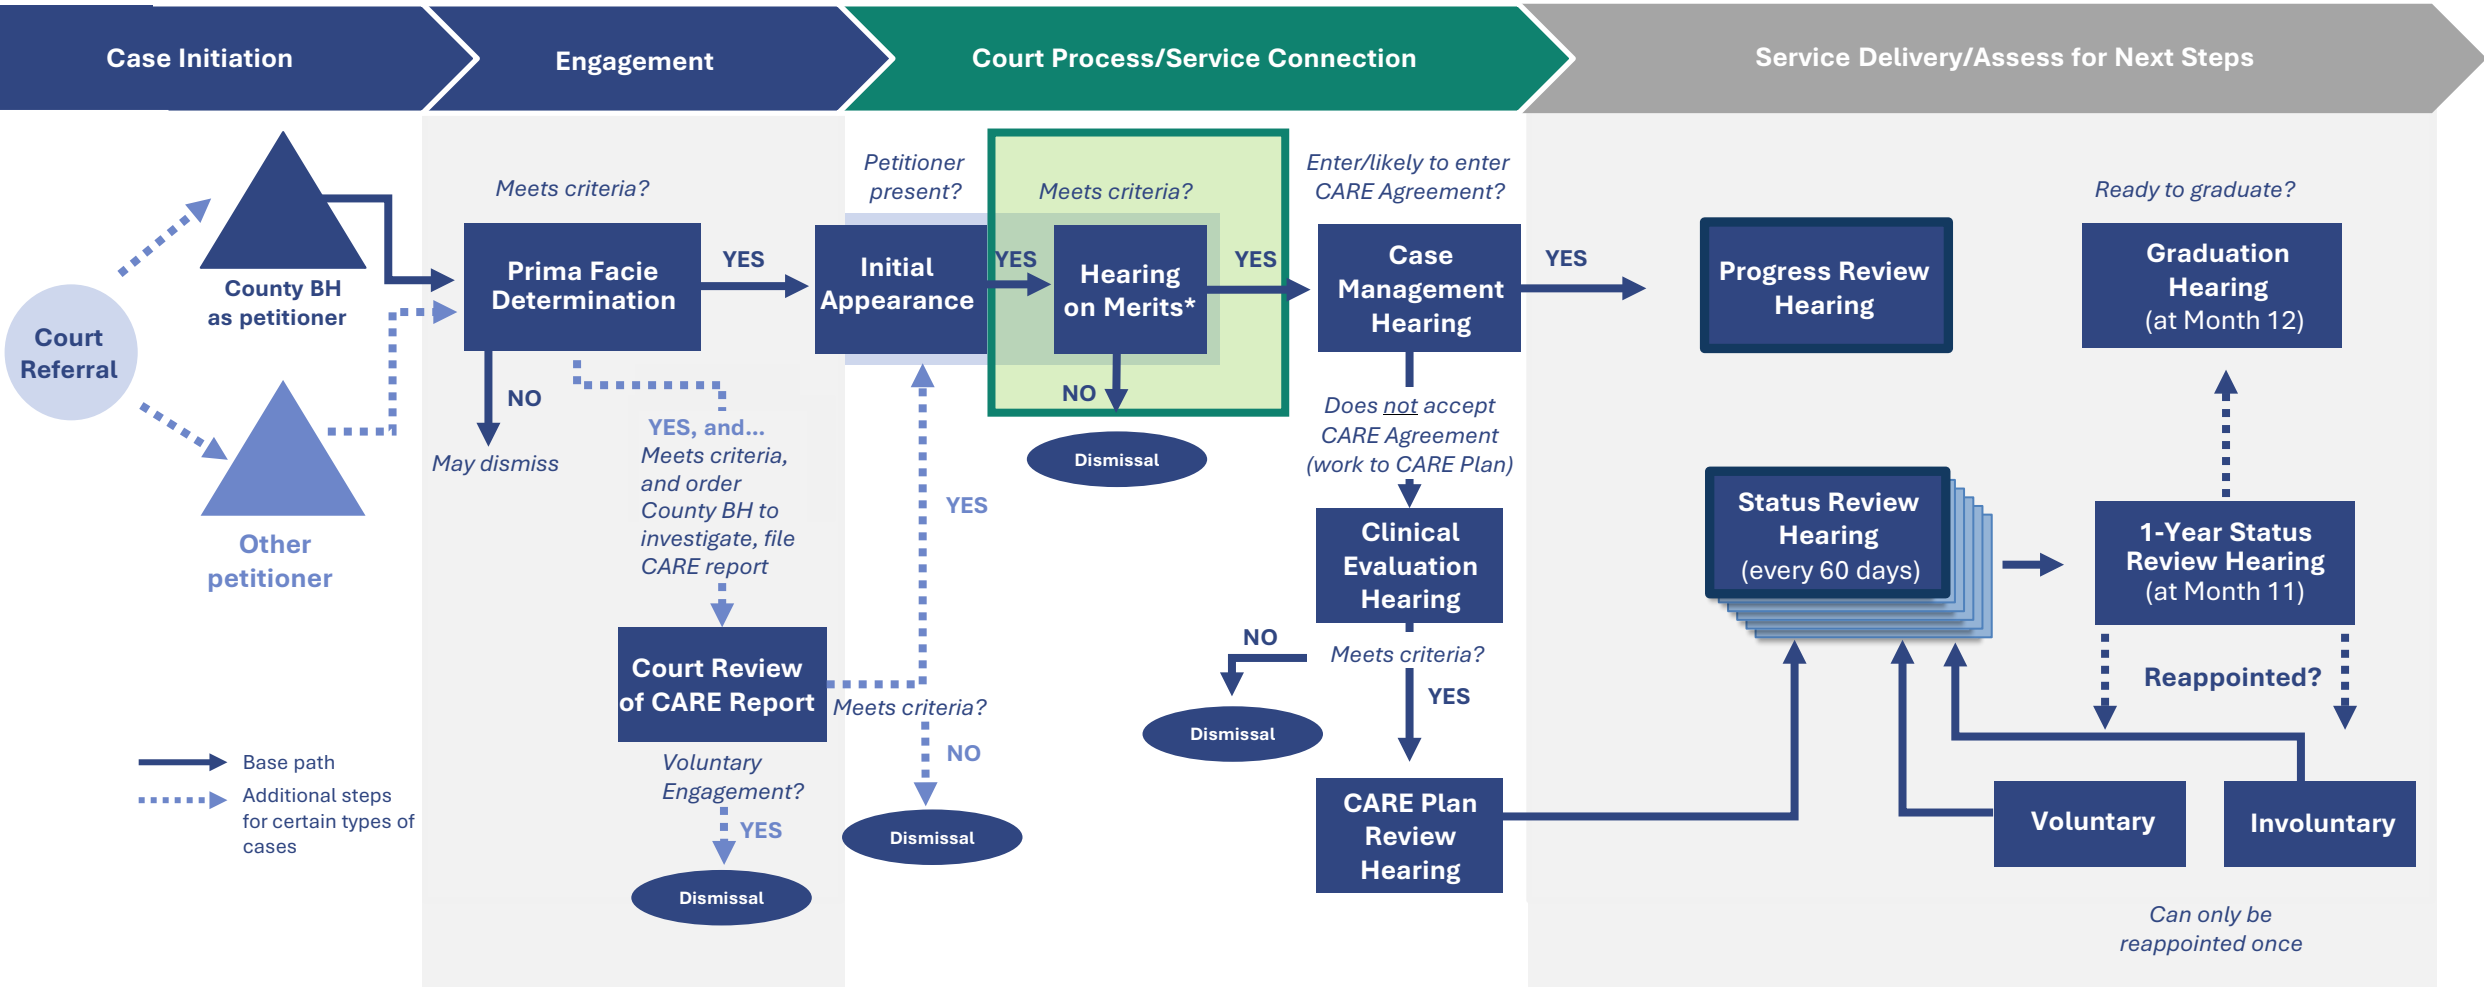 Case Initiation
Engagement
Court Process/Service Connection
Service Delivery/Assess for Next Steps
Court
Referral
County BH
as petitioner
Other
petitioner
Base path
Additional steps
for certain types of
cases
Meets criteria?
Prima Facie
Determination
YES
NO
May dismiss
YES, and...
Meets criteria,
and order
County BH to
investigate, file
CARE report
Court Review
of CARE Report
Voluntary
Engagement?
YES
Dismissal
Meets criteria?
YES
NO
Dismissal
Petitioner
present?
Initial
Appearance
YES
Meets criteria?
Hearing
on Merits*
YES
NO
Dismissal
Enter/likely to enter
CARE Agreement?
Case
Management
Hearing
YES
Does not accept
CARE Agreement
(work to CARE Plan)
Clinical
Evaluation
Hearing
Meets criteria?
NO
Dismissal
YES
CARE Plan
Review
Hearing
Progress Review
Hearing
Status Review
Hearing
(every 60 days)
Ready to graduate?
Graduation
Hearing
(at Month 12)
1-Year Status
Review Hearing
(at Month 11)
Reappointed?
Voluntary
Involuntary
Can only be
reappointed once